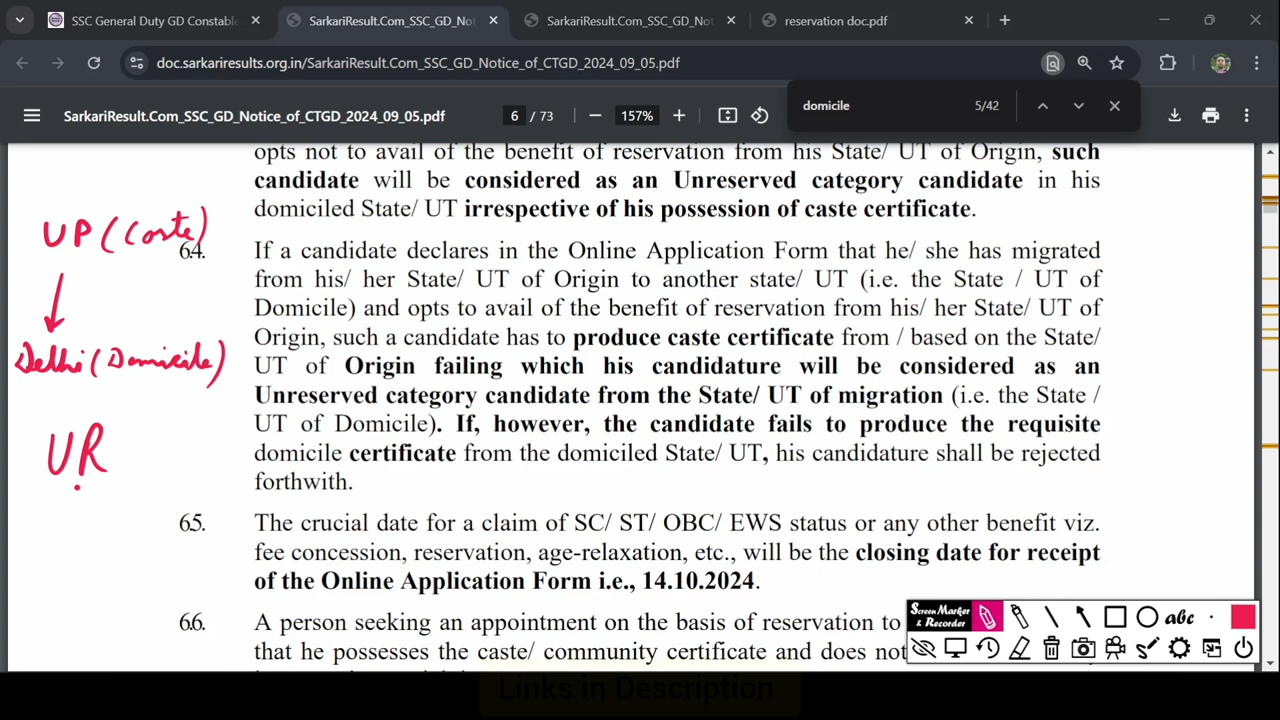 SSC General Duty GD Constable
SarkariResult.Com_SSC_GD_Not
SarkariResult.Com_SSC_GD_Not
reservation doc.pdf
doc.sarkariresults.org.in/SarkariResult.Com_SSC_GD_Notice_of_CTGD_2024_09_05.pdf
domicile 5/42
SarkariResult.Com_SSC_GD_Notice_of_CTGD_2024_09_05.pdf
6 / 73
157%
opts not to avail of the benefit of reservation from his State/ UT of Origin, such
candidate will be considered as an Unreserved category candidate in his
domiciled State/ UT irrespective of his possession of caste certificate.
UP (Caste)
Delhi (Domicile)
UR
6.4. If a candidate declares in the Online Application Form that he/ she has migrated
from his/ her State/ UT of Origin to another state/ UT (i.e. the State / UT of
Domicile) and opts to avail of the benefit of reservation from his/ her State/ UT of
Origin, such a candidate has to produce caste certificate from / based on the State/
UT of Origin failing which his candidature will be considered as an
Unreserved category candidate from the State/ UT of migration (i.e. the State /
UT of Domicile). If, however, the candidate fails to produce the requisite
domicile certificate from the domiciled State/ UT, his candidature shall be rejected
forthwith.
6.5. The crucial date for a claim of SC/ ST/ OBC/ EWS status or any other benefit viz.
fee concession, reservation, age-relaxation, etc., will be the closing date for receipt
of the Online Application Form i.e., 14.10.2024.
6.6. A person seeking an appointment on the basis of reservation to
that he possesses the caste/ community certificate and does not
Screen Marker
& Recorder
abc
Links in Description